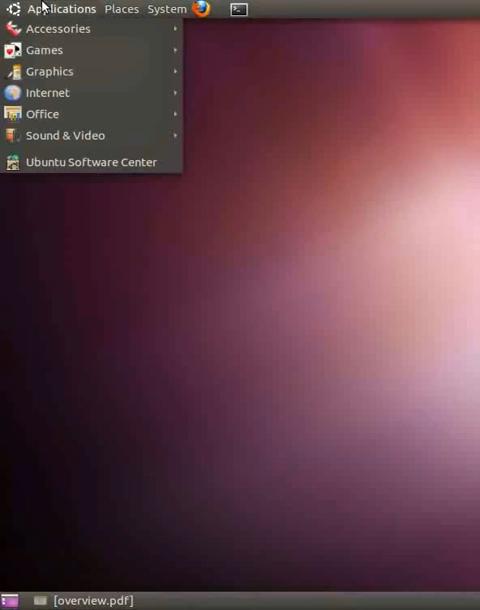 Applications Places System
Accessories
Games
Graphics
Internet
Office
Sound & Video
Ubuntu Software Center
[overview.pdf]